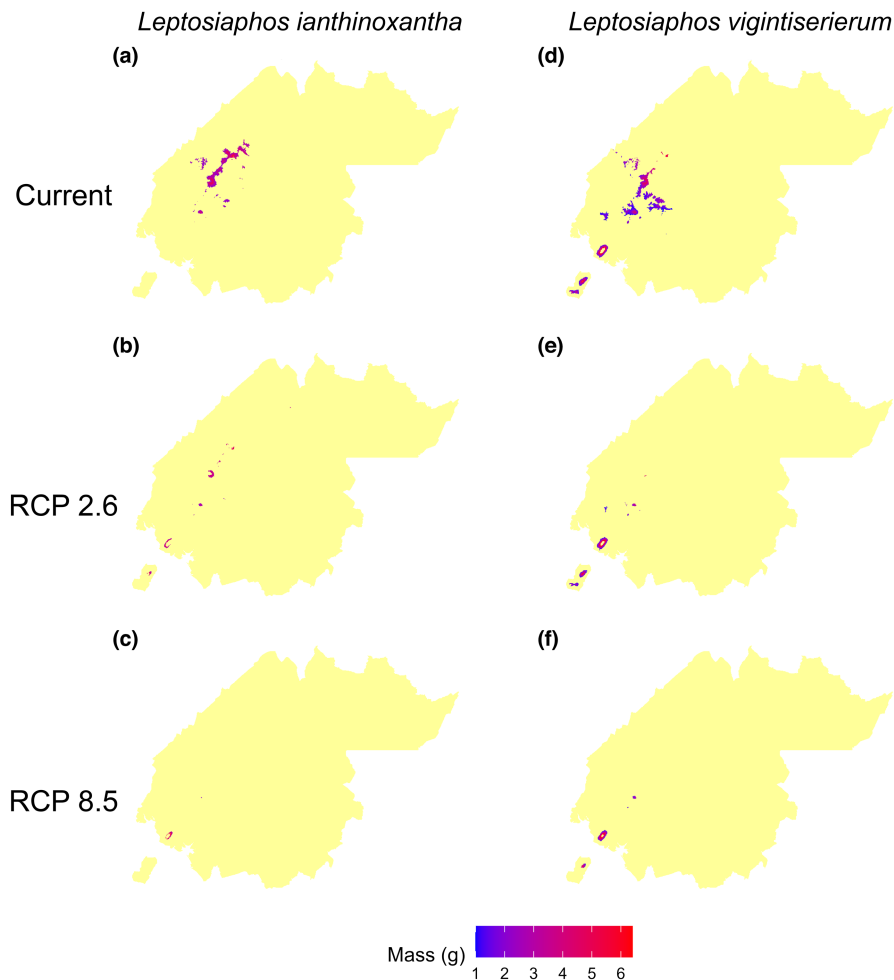 Leptosiaphos ianthinoxantha Leptosiaphos vigintiserierum
(a) (d)
Current
(b) (e)
RCP 2.6
(c) (f)
RCP 8.5
Mass (g)
1 2 3 4 5 6